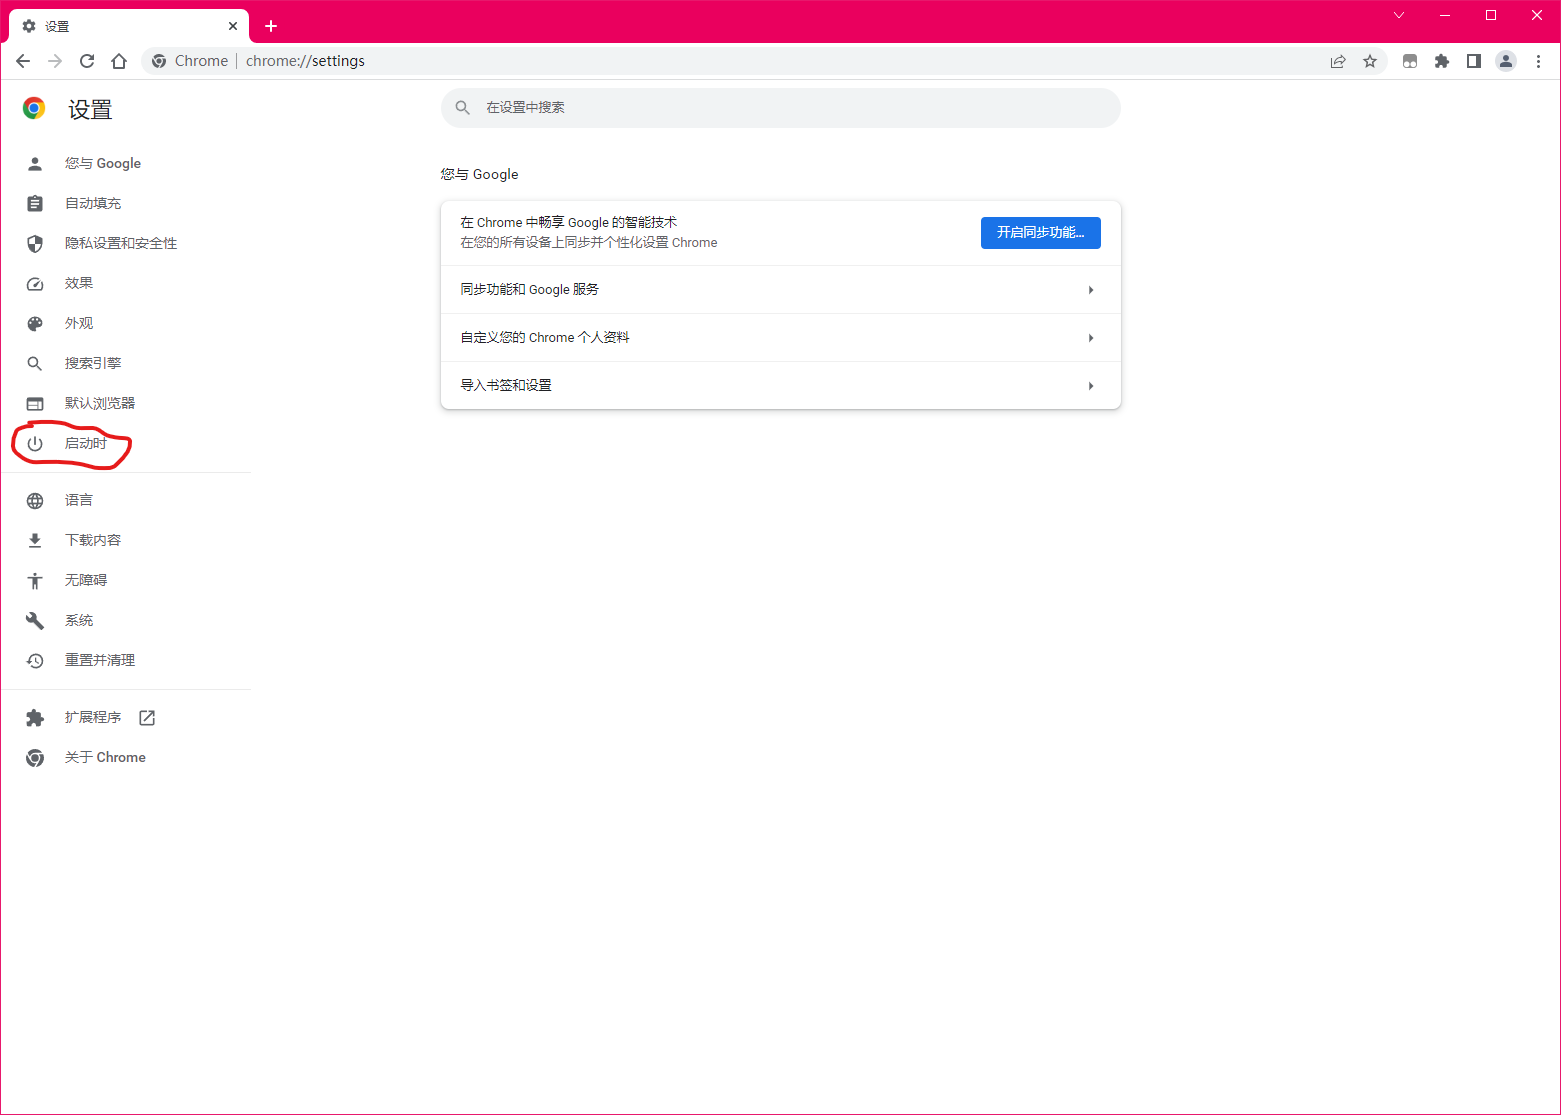 设置
Chrome chrome://settings
设置
在设置中搜索
您与 Google
自动填充
隐私设置和安全性
效果
外观
搜索引擎
默认浏览器
启动时
语言
下载内容
无障碍
系统
重置并清理
扩展程序
关于 Chrome
您与 Google
在 Chrome 中畅享 Google 的智能技术
在您的所有设备上同步并个性化设置 Chrome
开启同步功能...
同步功能和 Google 服务
自定义您的 Chrome 个人资料
导入书签和设置